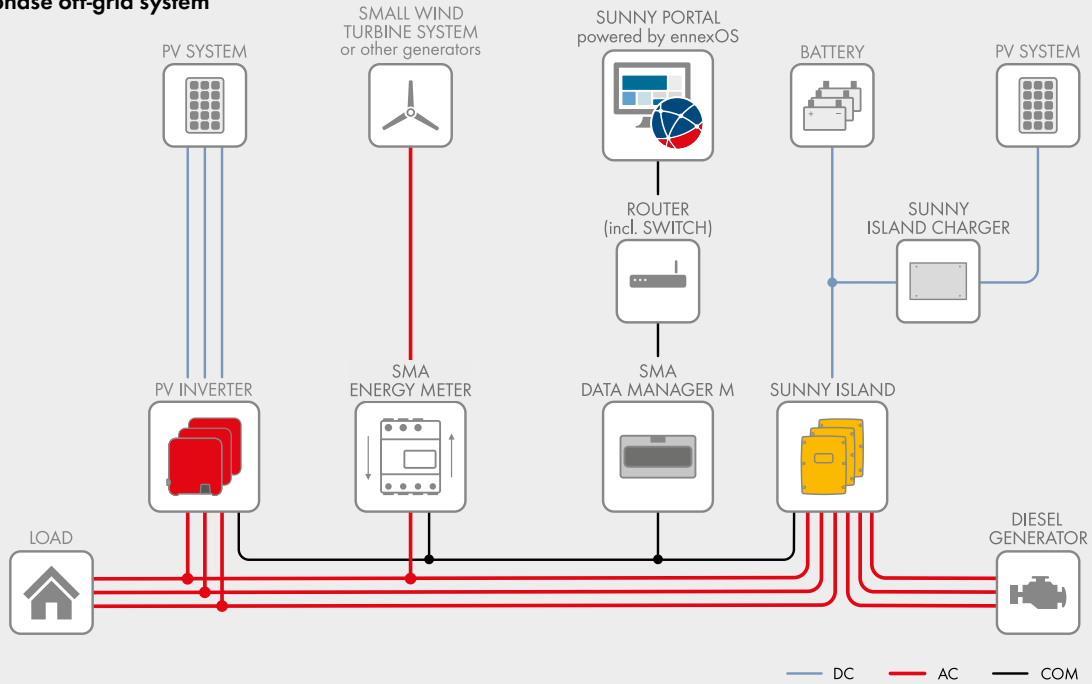 phase off-grid system
SMALL WIND
TURBINE SYSTEM
or other generators
SUNNY PORTAL
powered by ennexOS
PV SYSTEM
BATTERY
PV SYSTEM
ROUTER
(incl. SWITCH)
SUNNY
ISLAND CHARGER
PV INVERTER
SMA
ENERGY METER
SMA
DATA MANAGER M
SUNNY ISLAND
LOAD
DIESEL
GENERATOR
DC
AC
COM